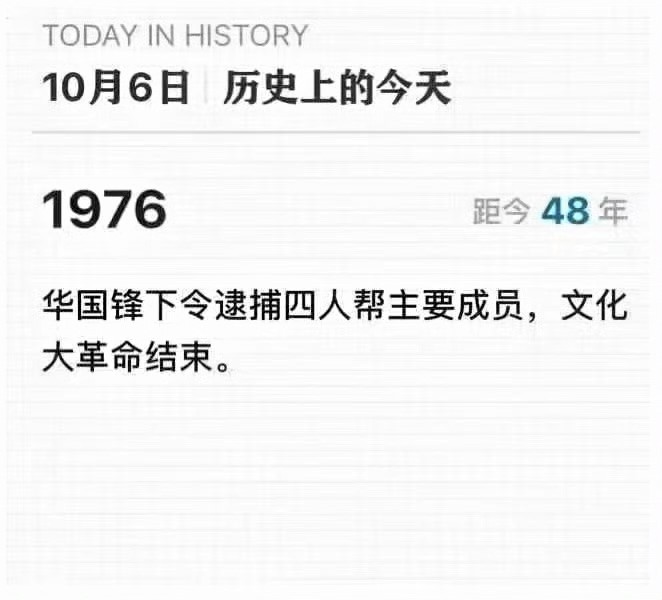 TODAY IN HISTORY
10月6日 历史上的今天
1976 距今 48 年
华国锋下令逮捕四人帮主要成员，文化
大革命结束。